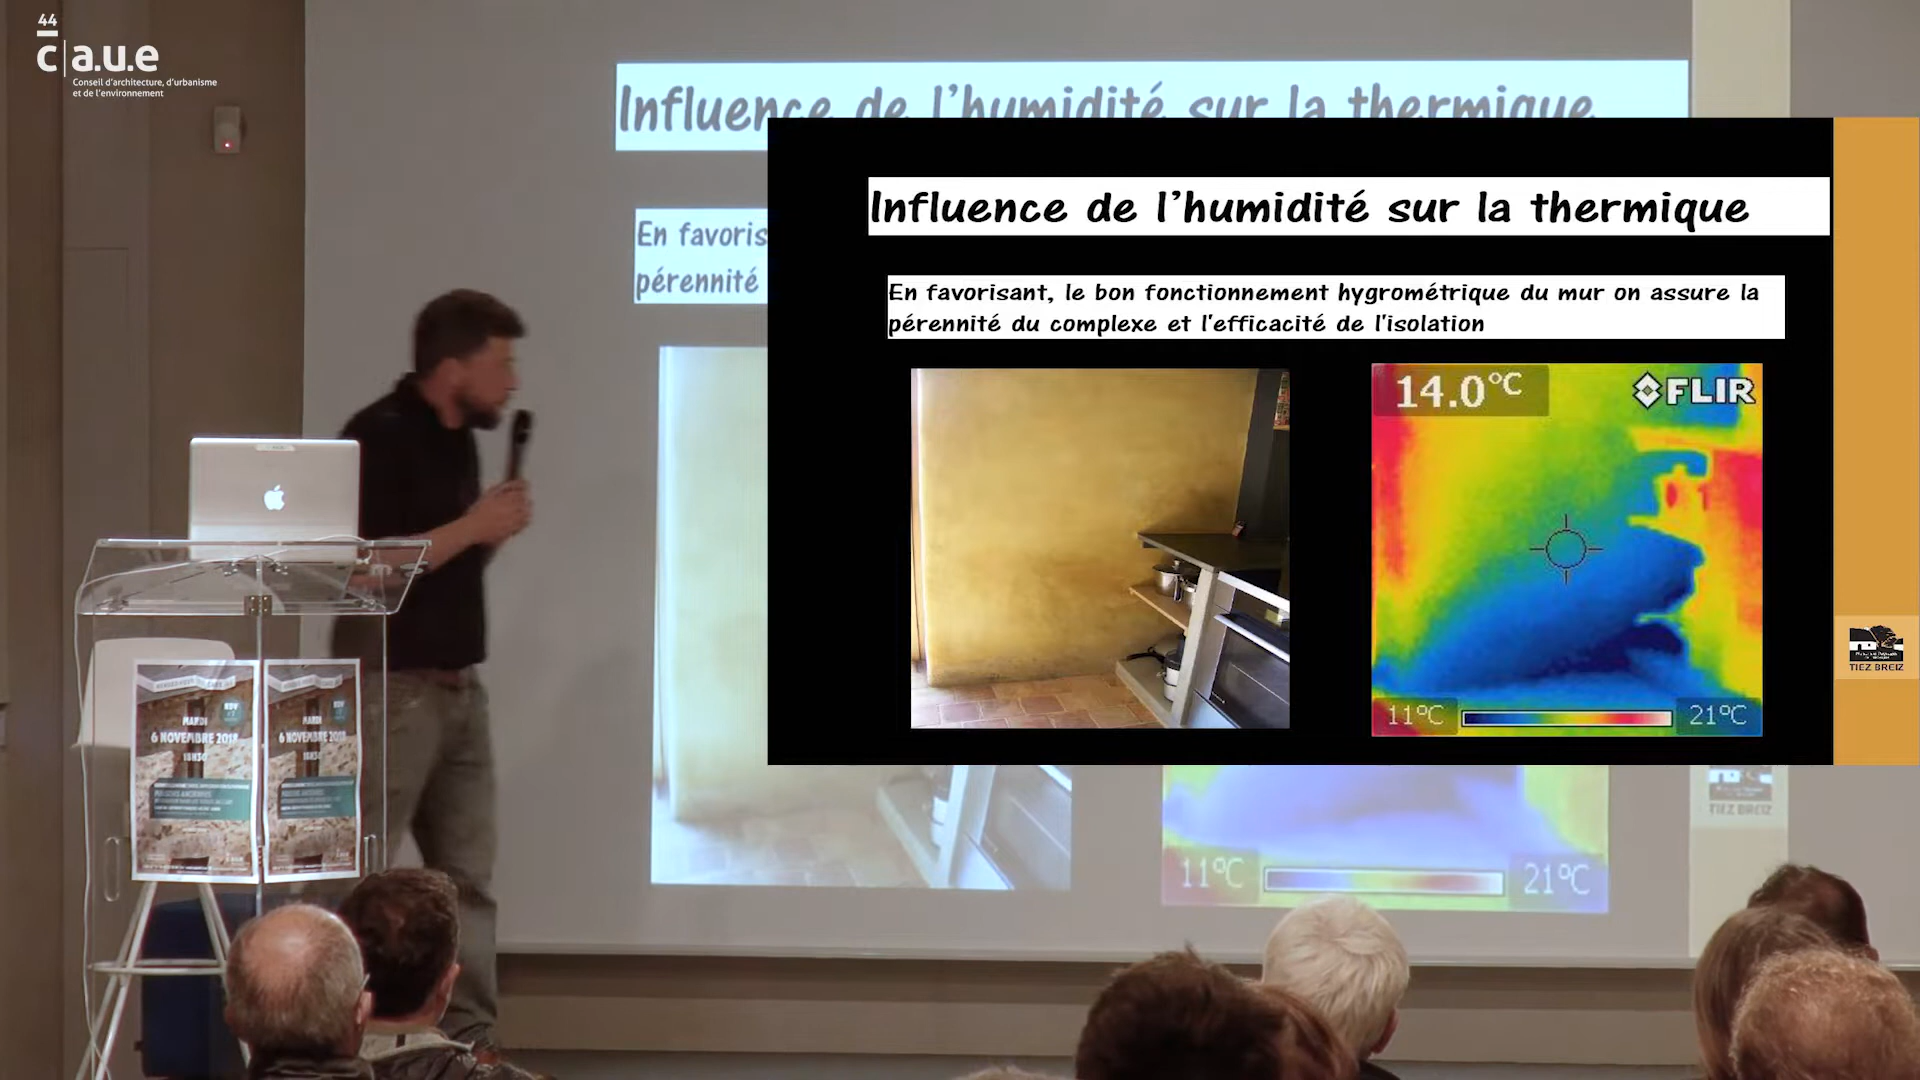 44
c|a.u.e
Conseil d'architecture, d'urbanisme
et de l'environnement
Influence de l'humidité sur la thermique
En favoris
pérennité
11°C
21°C
TIEZ BREIZ
Influence de l'humidité sur la thermique
En favorisant, le bon fonctionnement hygrométrique du mur on assure la
pérennité du complexe et l'efficacité de l'isolation
14.0°C
FLIR
11°C
21°C
TIEZ BREIZ
MARDI
6 NOVEMBRE 2018
18H30
MARDI
6 NOVEMBRE 2018